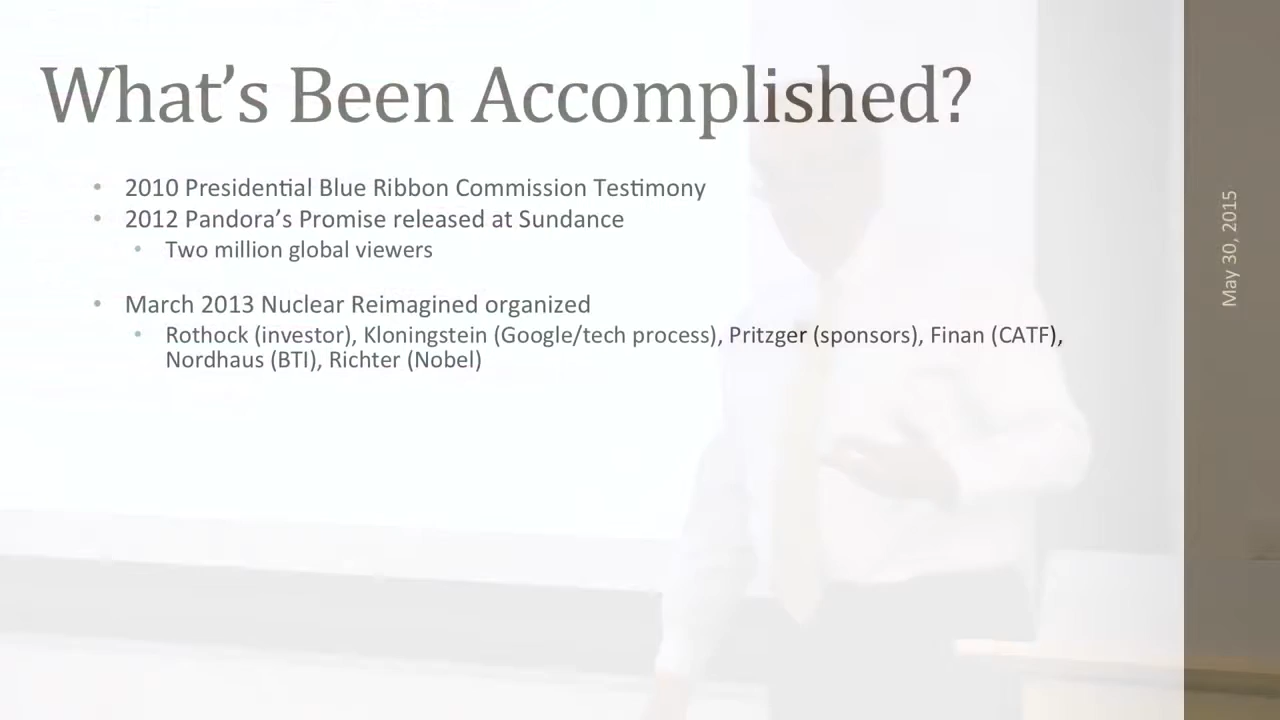 What's Been Accomplished?
• 2010 Presidential Blue Ribbon Commission Testimony
• 2012 Pandora's Promise released at Sundance
• Two million global viewers
• March 2013 Nuclear Reimagined organized
• Rothock (investor), Kloningstein (Google/tech process), Pritzger (sponsors), Finan (CATF),
Nordhaus (BTI), Richter (Nobel)
May 30, 2015